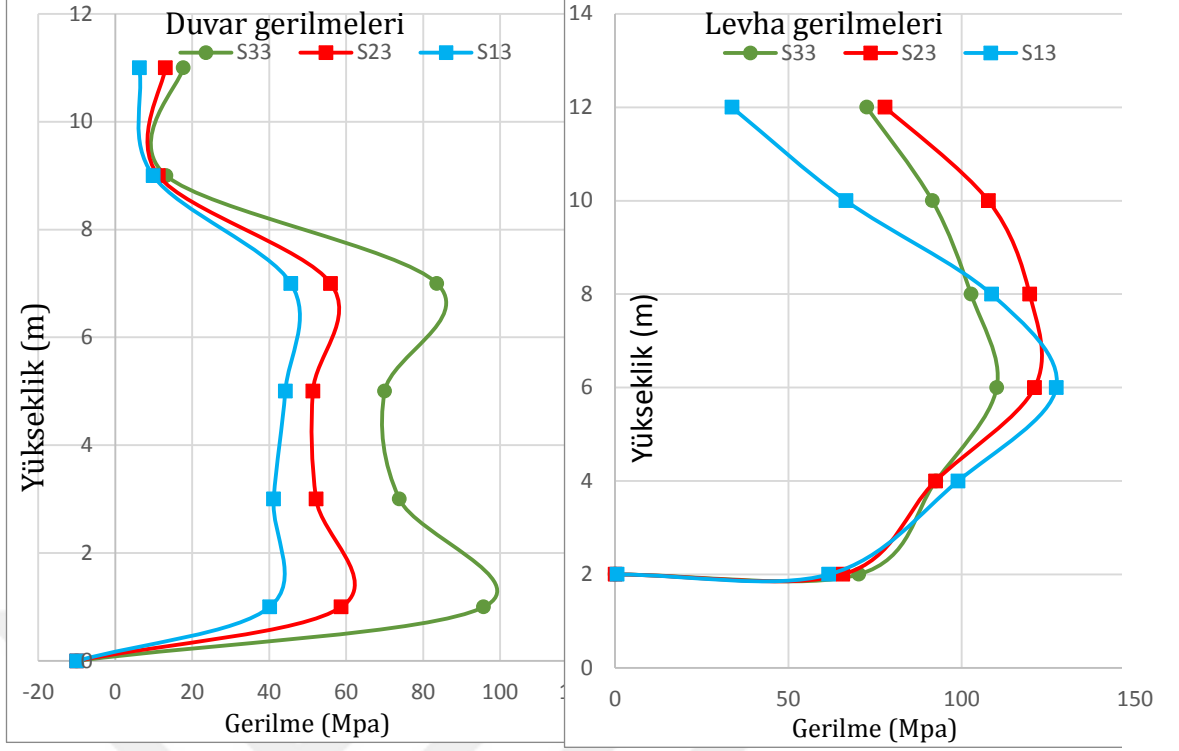 Duvar gerilmeleri
S33 S23 S13
12
10
8
6
4
2
0
-20 0 20 40 60 80 100
Yükseklik (m)
Gerilme (Mpa)
Levha gerilmeleri
S33 S23 S13
14
12
10
8
6
4
2
0
0 50 100 150
Yükseklik (m)
Gerilme (Mpa)